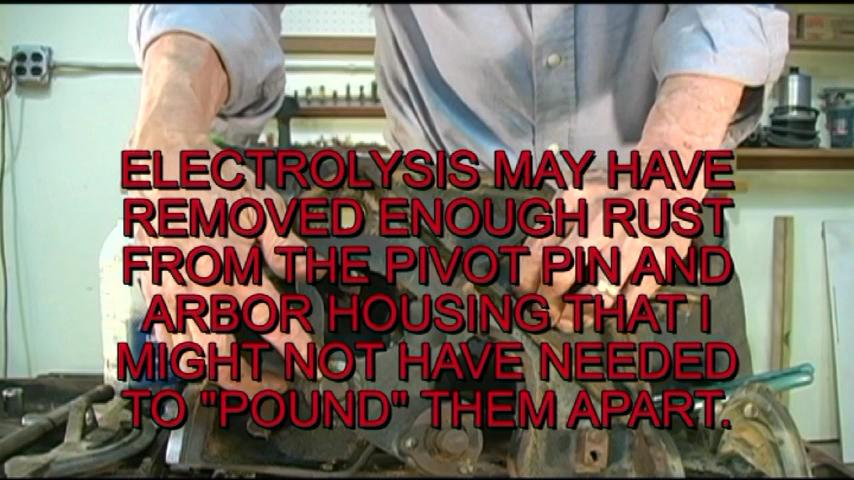 ELECTROLYSIS MAY HAVE
REMOVED ENOUGH RUST
FROM THE PIVOT PIN AND
ARBOR HOUSING THAT I
MIGHT NOT HAVE NEEDED
TO "POUND" THEM APART.